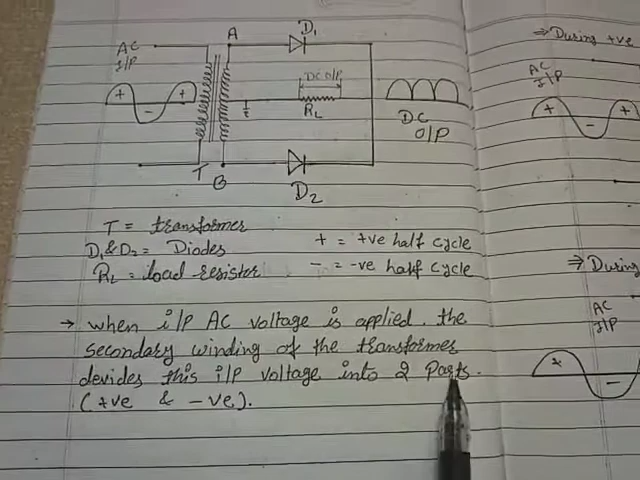 A
D1
AC
I/P
DC O/P
+
-
+
RL
DC
O/P
T
B
D2
T = transformer
D1 & D2 = Diodes
+ = +ve half cycle
RL = load resistor
- = -ve half cycle
→ when i/p AC voltage is applied. the
secondary winding of the transformer
devides this i/p voltage into 2 Parts.
(+ve & -ve).
⇒ During +ve
AC
I/P
+
-
+
⇒ During
AC
I/P
+
-